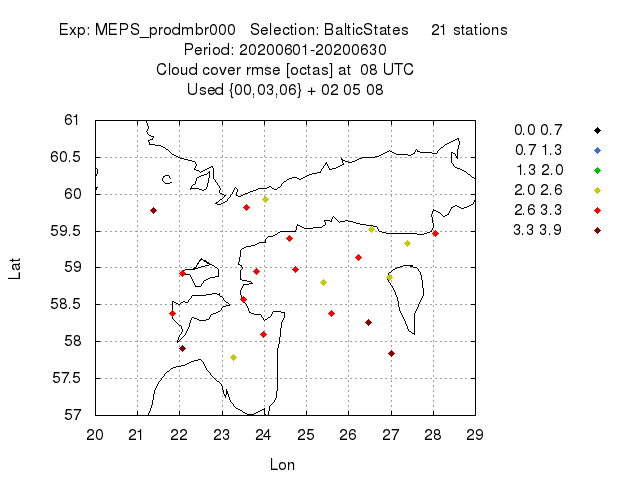 Exp: MEPS_prodmbr000 Selection: BalticStates 21 stations
Period: 20200601-20200630
Cloud cover rmse [octas] at 08 UTC
Used {00,03,06} + 02 05 08
61
60.5
60
59.5
59
58.5
58
57.5
57
Lat
20 21 22 23 24 25 26 27 28 29
Lon
0.0 0.7
0.7 1.3
1.3 2.0
2.0 2.6
2.6 3.3
3.3 3.9